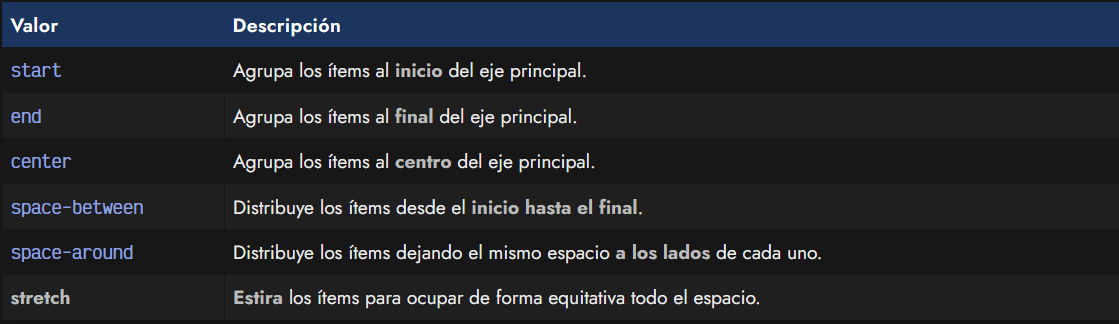 Valor Descripción
start Agrupa los ítems al inicio del eje principal.
end Agrupa los ítems al final del eje principal.
center Agrupa los ítems al centro del eje principal.
space-between Distribuye los ítems desde el inicio hasta el final.
space-around Distribuye los ítems dejando el mismo espacio a los lados de cada uno.
stretch Estira los ítems para ocupar de forma equitativa todo el espacio.